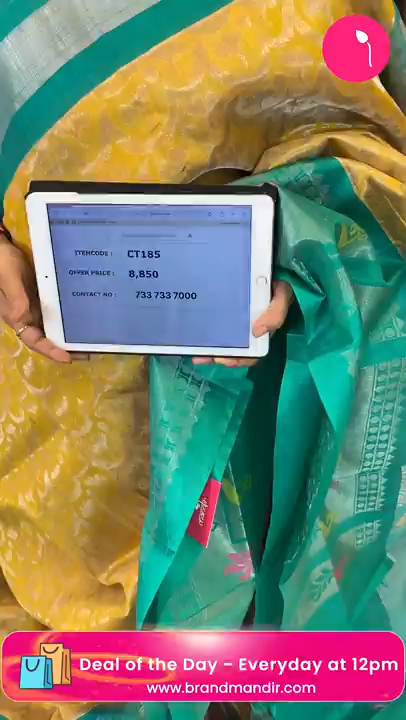 ITEMCODE : CT185
OFFER PRICE : 8,850
CONTACT NO : 733 733 7000
Deal of the Day - Everyday at 12pm
www.brandmandir.com